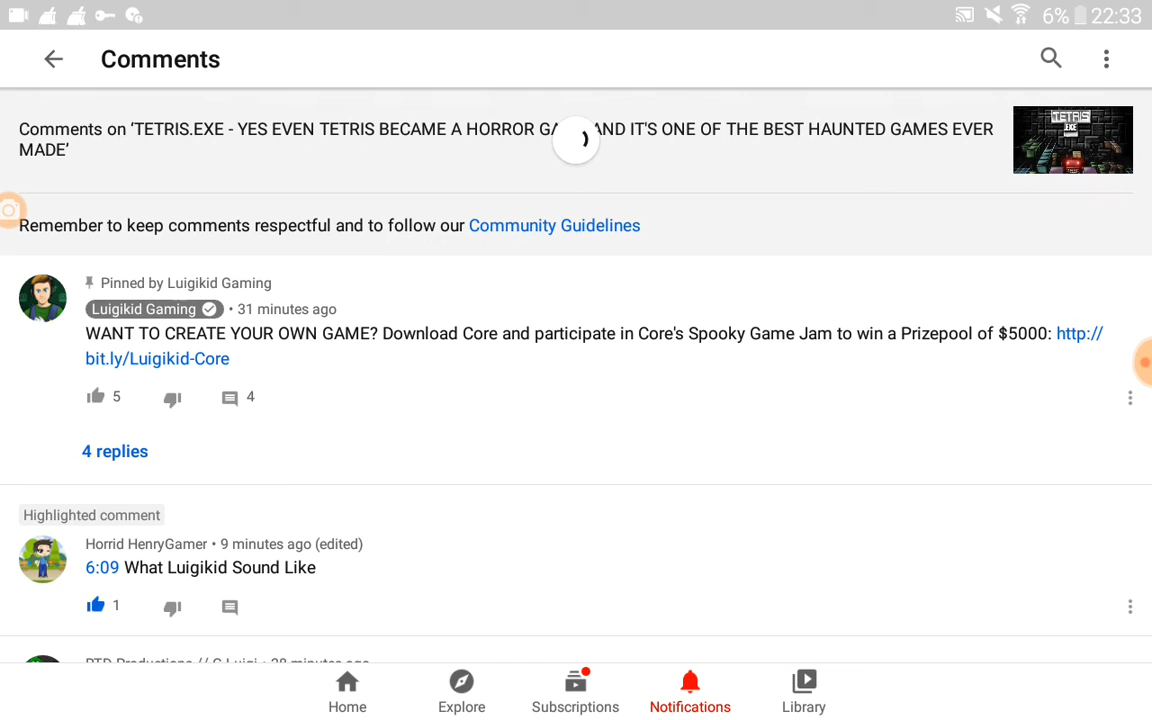 6% 22:33
Comments
Comments on ‘TETRIS.EXE - YES EVEN TETRIS BECAME A HORROR AND IT'S ONE OF THE BEST HAUNTED GAMES EVER
MADE’
TETRIS
.EXE
Remember to keep comments respectful and to follow our Community Guidelines
Pinned by Luigikid Gaming
Luigikid Gaming • 31 minutes ago
WANT TO CREATE YOUR OWN GAME? Download Core and participate in Core's Spooky Game Jam to win a Prizepool of $5000: http://
bit.ly/Luigikid-Core
5 4
4 replies
Highlighted comment
Horrid HenryGamer • 9 minutes ago (edited)
6:09 What Luigikid Sound Like
1
Home Explore Subscriptions Notifications Library